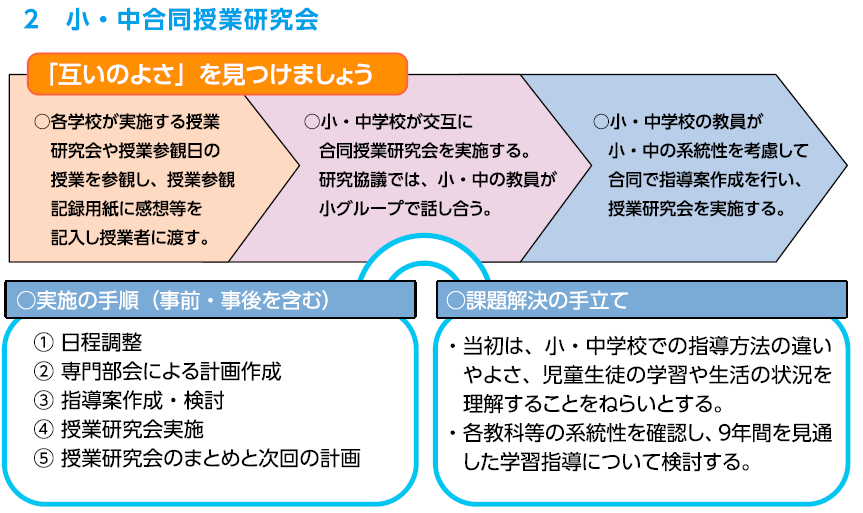 2 小・中合同授業研究会
「互いのよさ」を見つけましょう
○各学校が実施する授業
研究会や授業参観日の
授業を参観し、授業参観
記録用紙に感想等を
記入し授業者に渡す。
○小・中学校が交互に
合同授業研究会を実施する。
研究協議では、小・中の教員が
小グループで話し合う。
○小・中学校の教員が
小・中の系統性を考慮して
合同で指導案作成を行い、
授業研究会を実施する。
○実施の手順（事前・事後を含む）
① 日程調整
② 専門部会による計画作成
③ 指導案作成・検討
④ 授業研究会実施
⑤ 授業研究会のまとめと次回の計画
○課題解決の手立て
・当初は、小・中学校での指導方法の違い
やよさ、児童生徒の学習や生活の状況を
理解することをねらいとする。
・各教科等の系統性を確認し、9年間を見通
した学習指導について検討する。